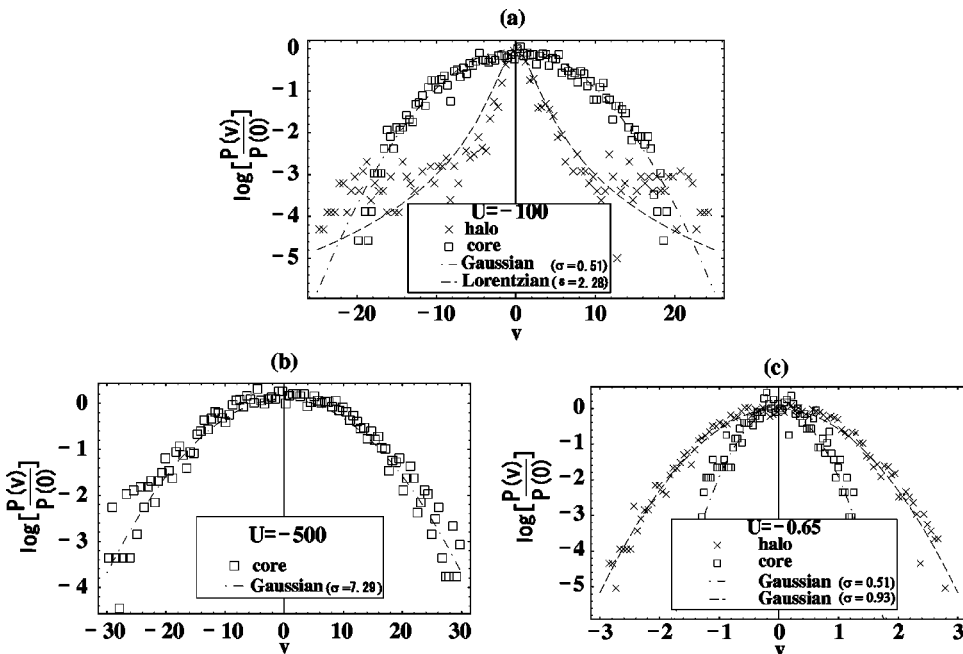 (a)
log[P(v)/P(0)]
0
−1
−2
−3
−4
−5
U=−100
× halo
□ core
Gaussian (σ=0.51)
Lorentzian (δ=2.28)
−20 −10 0 10 20
v
(b)
log[P(v)/P(0)]
0
−1
−2
−3
−4
U=−500
□ core
Gaussian (σ=7.29)
−30 −20 −10 0 10 20 30
v
(c)
log[P(v)/P(0)]
0
−1
−2
−3
−4
−5
U=−0.65
× halo
□ core
Gaussian (σ=0.51)
Gaussian (σ=0.93)
−3 −2 −1 0 1 2 3
v